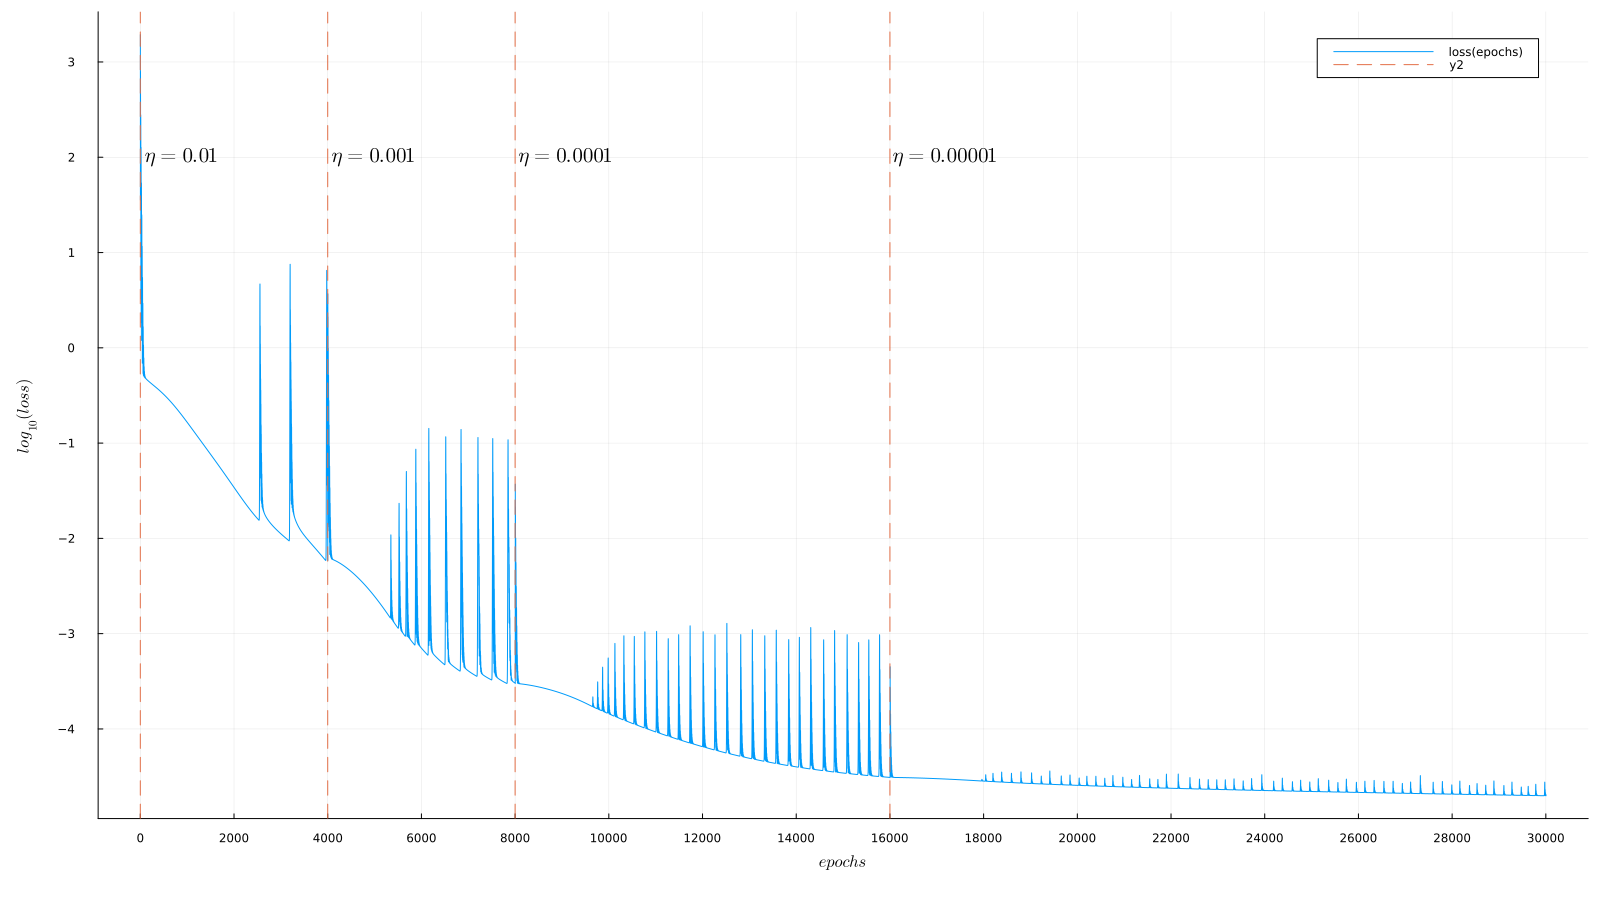 loss(epochs)
y2
3
2
1
0
−1
−2
−3
−4
η = 0.01
η = 0.001
η = 0.0001
η = 0.00001
log₁₀(loss)
0 2000 4000 6000 8000 10000 12000 14000 16000 18000 20000 22000 24000 26000 28000 30000
epochs